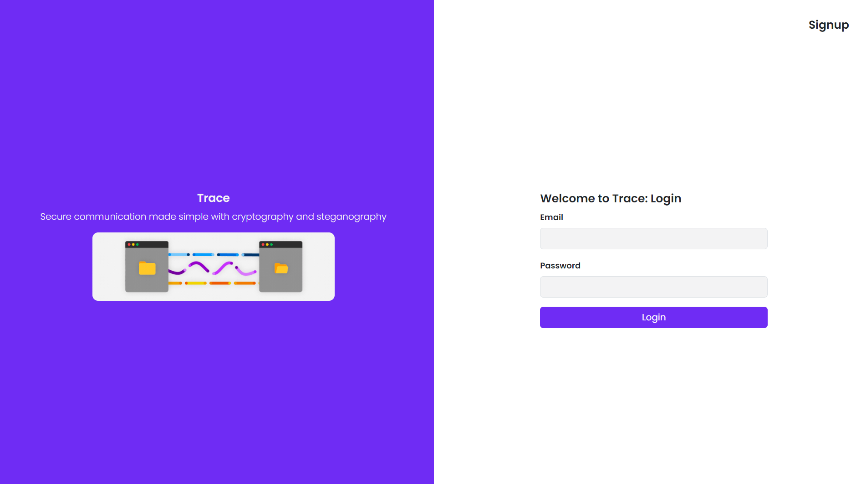 Signup
Trace
Secure communication made simple with cryptography and steganography
Welcome to Trace: Login
Email
Password
Login